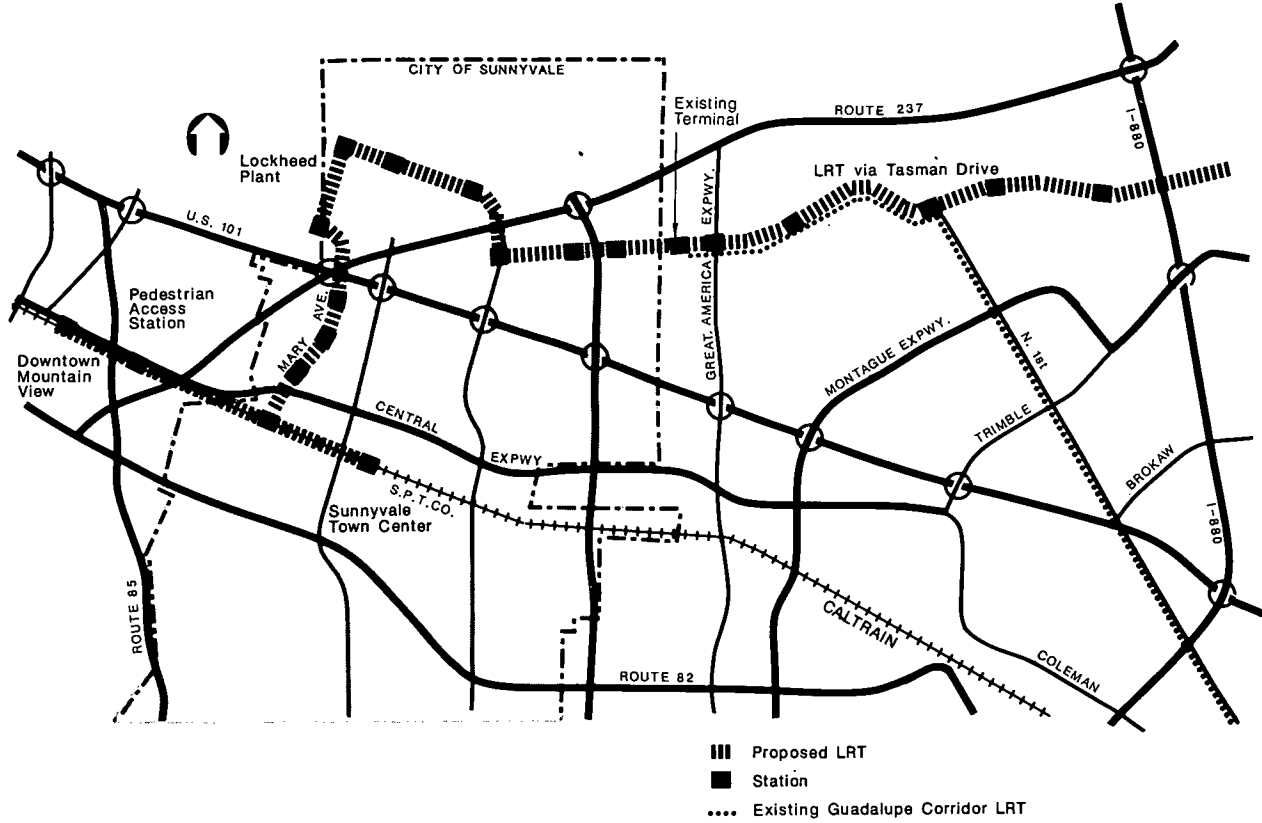 CITY OF SUNNYVALE
Existing
Terminal
ROUTE 237
I-880
Lockheed
Plant
LRT via Tasman Drive
U.S. 101
GREAT AMERICA EXPWY.
Pedestrian
Access
Station
MARY AVE.
Downtown
Mountain
View
MONTAGUE EXPWY.
N. 1st
CENTRAL
EXPWY
TRIMBLE
BROKAW
S.P.T.CO.
Sunnyvale
Town Center
I-880
ROUTE 85
CALTRAIN
ROUTE 82
COLEMAN
Proposed LRT
Station
Existing Guadalupe Corridor LRT